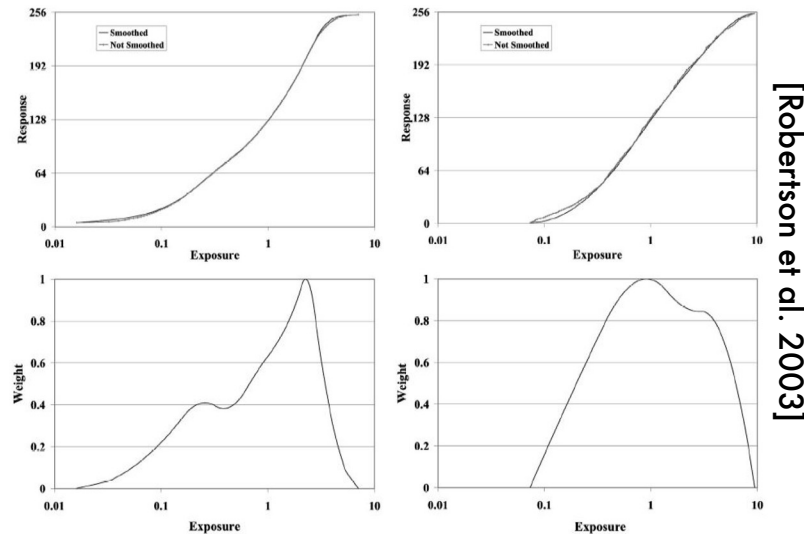 256
192
128
64
0
0.01
0.1
1
10
Response
Exposure
Smoothed
Not Smoothed
256
192
128
64
0
0.01
0.1
1
10
Response
Exposure
Smoothed
Not Smoothed
[Robertson et al. 2003]
1
0.8
0.6
0.4
0.2
0
0.01
0.1
1
10
Weight
Exposure
1
0.8
0.6
0.4
0.2
0
0.01
0.1
1
10
Weight
Exposure